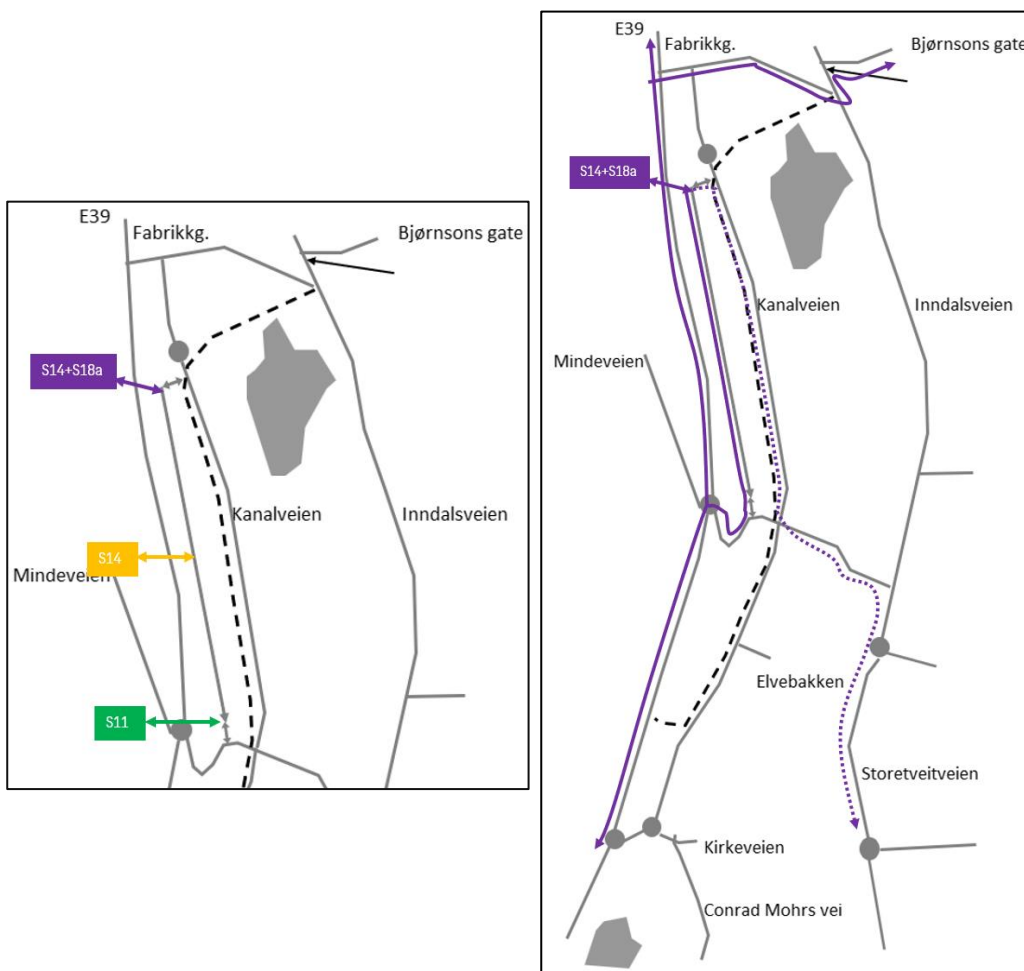 E39
Fabrikkg.
Bjørnsons gate
S14+S18a
Kanalveien
Inndalsveien
S14
Mindeveien
S11
E39
Fabrikkg.
Bjørnsons gate
S14+S18a
Kanalveien
Inndalsveien
Mindeveien
Elvebakken
Storetveitveien
Kirkeveien
Conrad Mohrs vei